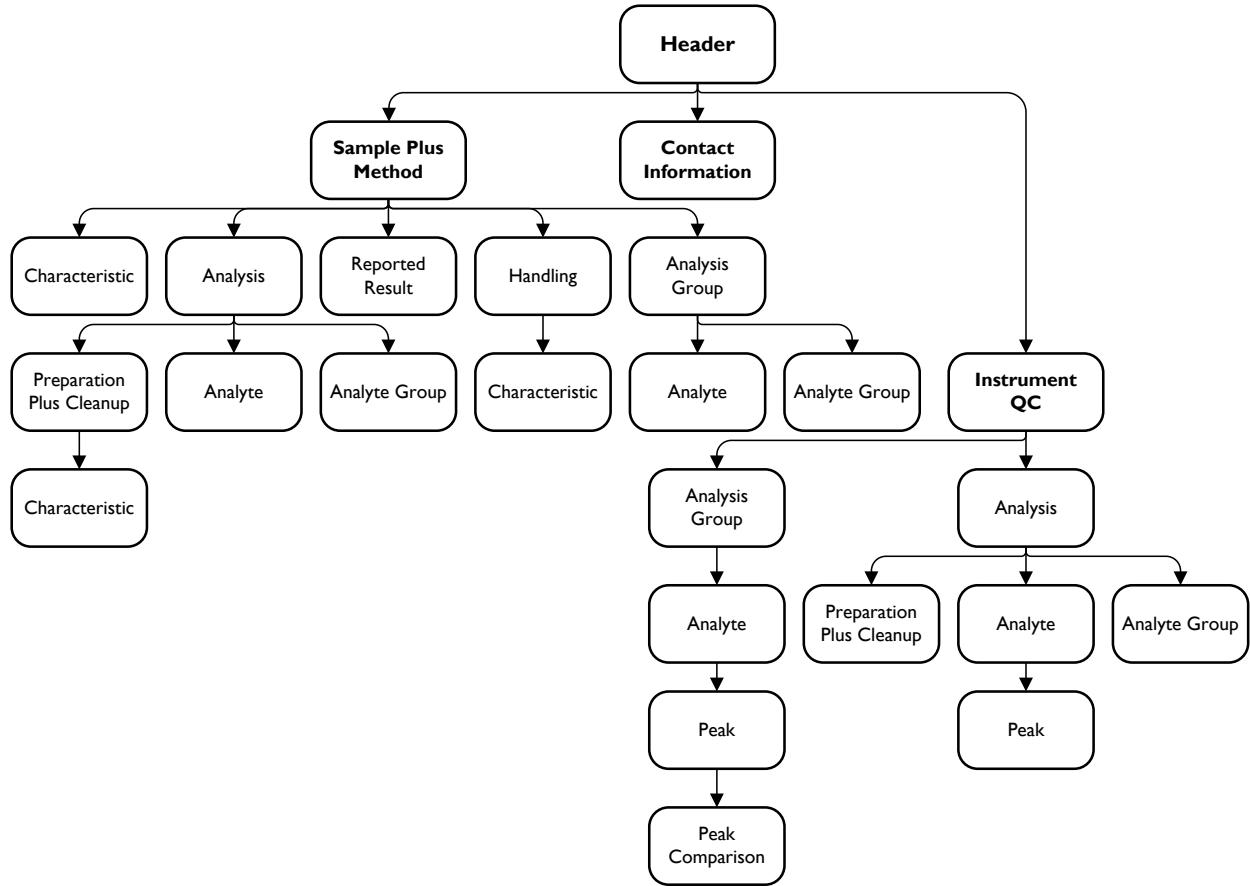 Header
Sample Plus
Method
Contact
Information
Characteristic
Analysis
Reported
Result
Handling
Analysis
Group
Preparation
Plus Cleanup
Analyte
Analyte Group
Characteristic
Analyte
Analyte Group
Instrument
QC
Characteristic
Analysis
Group
Analysis
Analyte
Preparation
Plus Cleanup
Analyte
Analyte Group
Peak
Peak
Peak
Comparison